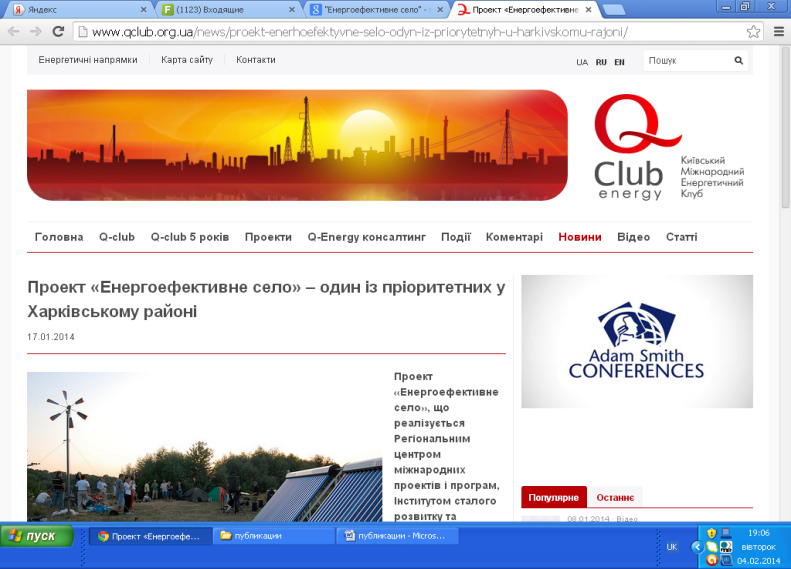 Яндекс
(1123) Входящие
"Енергоефективне село" -
Проект «Енергоефективне
www.qclub.org.ua/news/проект-enerhoefektyvne-selo-odyn-iz-priorytetnyh-u-harkivskomu-rajoni/
Енергетичні напрямки Карта сайту Контакти
UA RU EN
Пошук
Q
Club
energy
Київський
Міжнародний
Енергетичний
Клуб
Головна Q-club Q-club 5 років Проекти Q-Energy консалтинг Події Коментарі Новини Відео Статті
Проект «Енергоефективне село» – один із пріоритетних у
Харківському районі
17.01.2014
Проект
«Енергоефективне
село», що
реалізується
Регіональним
центром
міжнародних
проектів і програм,
Інститутом сталого
розвитку та
Adam Smith
CONFERENCES
Популярне Останнє
08.01.2014 - Відео
пуск
Проект «Енергоефе...
публикации
публикации - Micros...
UK
19:06
вівторок
04.02.2014